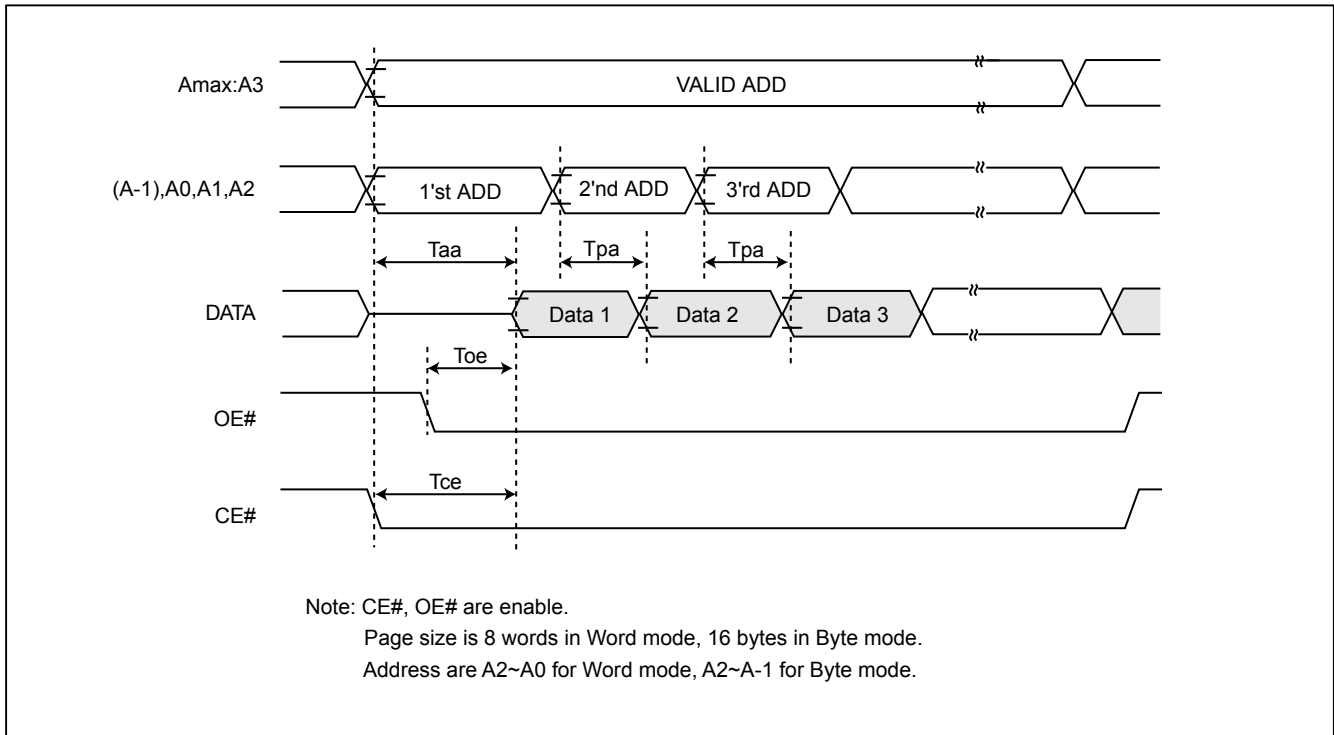 Amax:A3
VALID ADD
(A-1),A0,A1,A2
1'st ADD
2'nd ADD
3'rd ADD
Taa
Tpa
Tpa
DATA
Data 1
Data 2
Data 3
Toe
OE#
Tce
CE#
Note: CE#, OE# are enable.
Page size is 8 words in Word mode, 16 bytes in Byte mode.
Address are A2~A0 for Word mode, A2~A-1 for Byte mode.